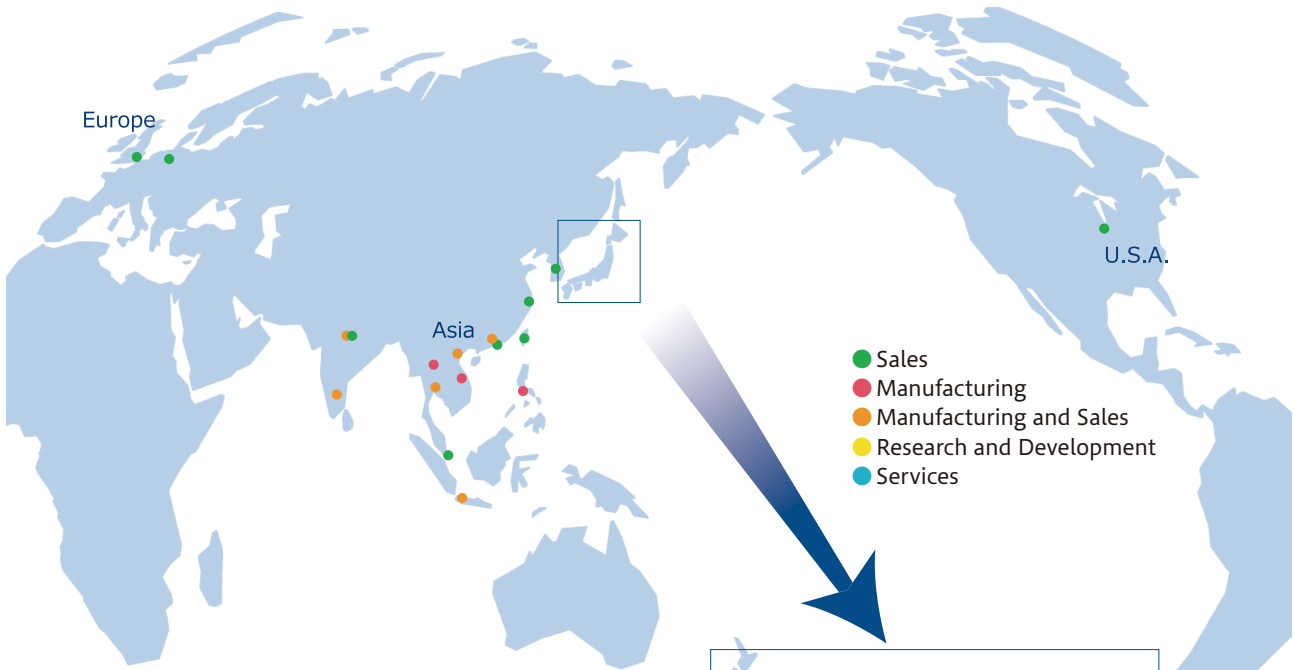 Europe
Asia
U.S.A.
Sales
Manufacturing
Manufacturing and Sales
Research and Development
Services